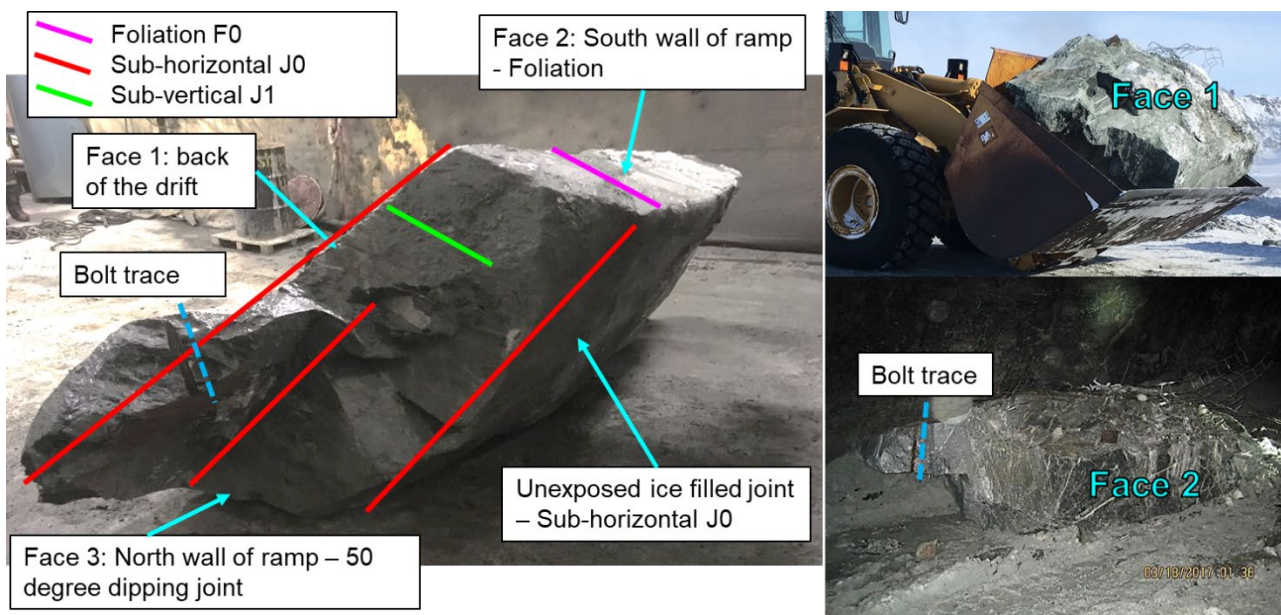 Foliation F0
Sub-horizontal J0
Sub-vertical J1
Face 2: South wall of ramp
- Foliation
Face 1: back
of the drift
Bolt trace
Unexposed ice filled joint
– Sub-horizontal J0
Face 3: North wall of ramp – 50
degree dipping joint
Face 1
Bolt trace
Face 2
03/18/2017 01:36